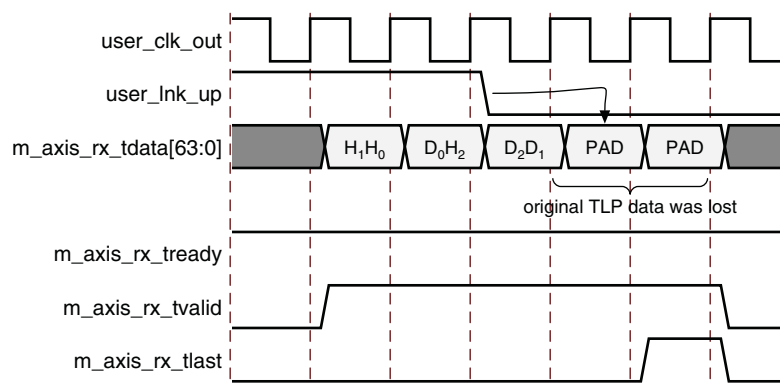 user_clk_out
user_lnk_up
m_axis_rx_tdata[63:0] H₁H₀ D₀H₂ D₂D₁ PAD PAD
original TLP data was lost
m_axis_rx_tready
m_axis_rx_tvalid
m_axis_rx_tlast